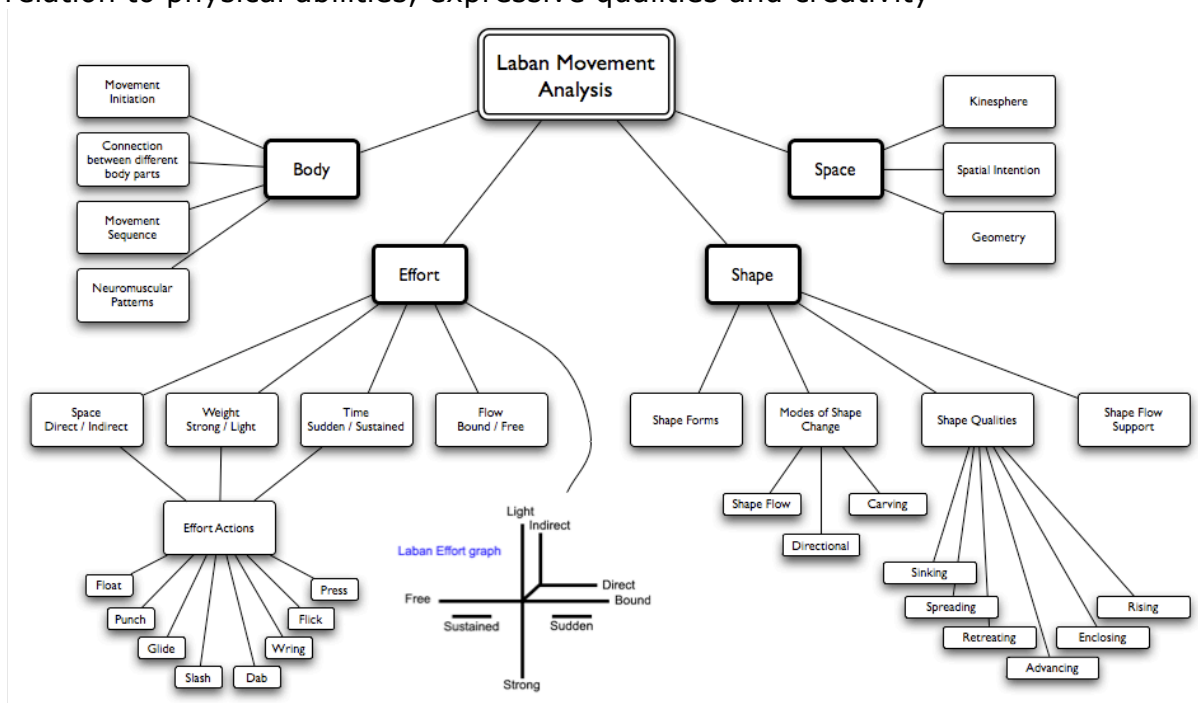 relation to physical abilities, expressive qualities and creativity
Laban Movement
Analysis
Movement
Initiation
Connection
between different
body parts
Movement
Sequence
Neuromuscular
Patterns
Body
Space
Kinesphere
Spatial Intention
Geometry
Effort
Shape
Space
Direct / Indirect
Weight
Strong / Light
Time
Sudden / Sustained
Flow
Bound / Free
Shape Forms
Modes of Shape
Change
Shape Qualities
Shape Flow
Support
Effort Actions
Float
Punch
Glide
Slash
Dab
Wring
Flick
Press
Laban Effort graph
Light
Indirect
Direct
Free
Bound
Sustained
Sudden
Strong
Shape Flow
Directional
Carving
Sinking
Spreading
Retreating
Advancing
Enclosing
Rising